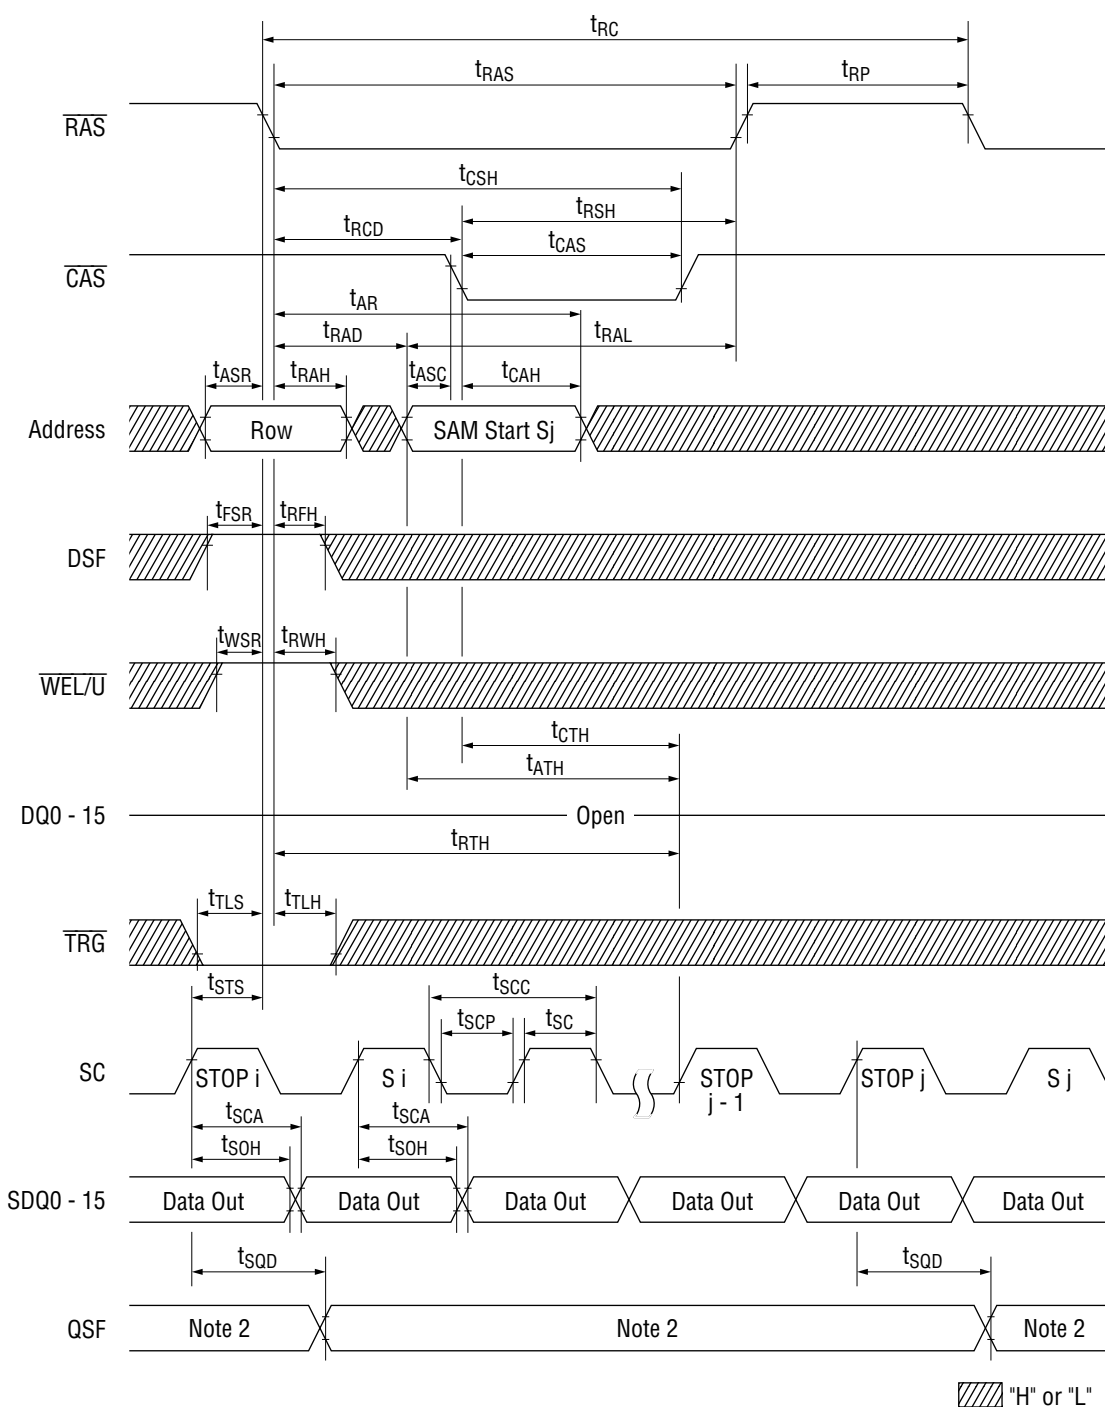 tRC
tRAS
tRP
RAS
tCSH
tRSH
tRCD
tCAS
CAS
tAR
tRAD
tRAL
tASR
tRAH
tASC
tCAH
Address
Row
SAM Start Sj
tFSR
tRFH
DSF
tWSR
tRWH
WEL/U
tCTH
tATH
DQ0 - 15
Open
tRTH
tTLS
tTLH
TRG
tSTS
tSCC
tSCP
tSC
SC
STOP i
S i
STOP
j - 1
STOP j
S j
tSCA
tSCA
tSOH
tSOH
SDQ0 - 15
Data Out
Data Out
Data Out
Data Out
Data Out
Data Out
tSQD
tSQD
QSF
Note 2
Note 2
Note 2
"H" or "L"